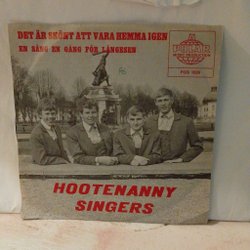 DET ÄR SKÖNT ATT VARA HEMMA IGEN
EN SÅNG EN GÅNG FÖR LÄNGESEN
POLAR
HOOTENANNY
SINGERS